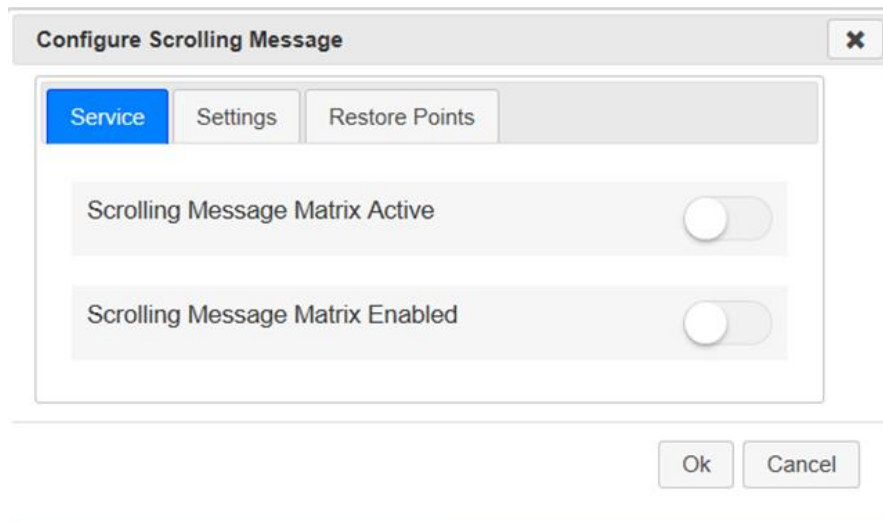 Configure Scrolling Message
Service Settings Restore Points
Scrolling Message Matrix Active
Scrolling Message Matrix Enabled
Ok Cancel